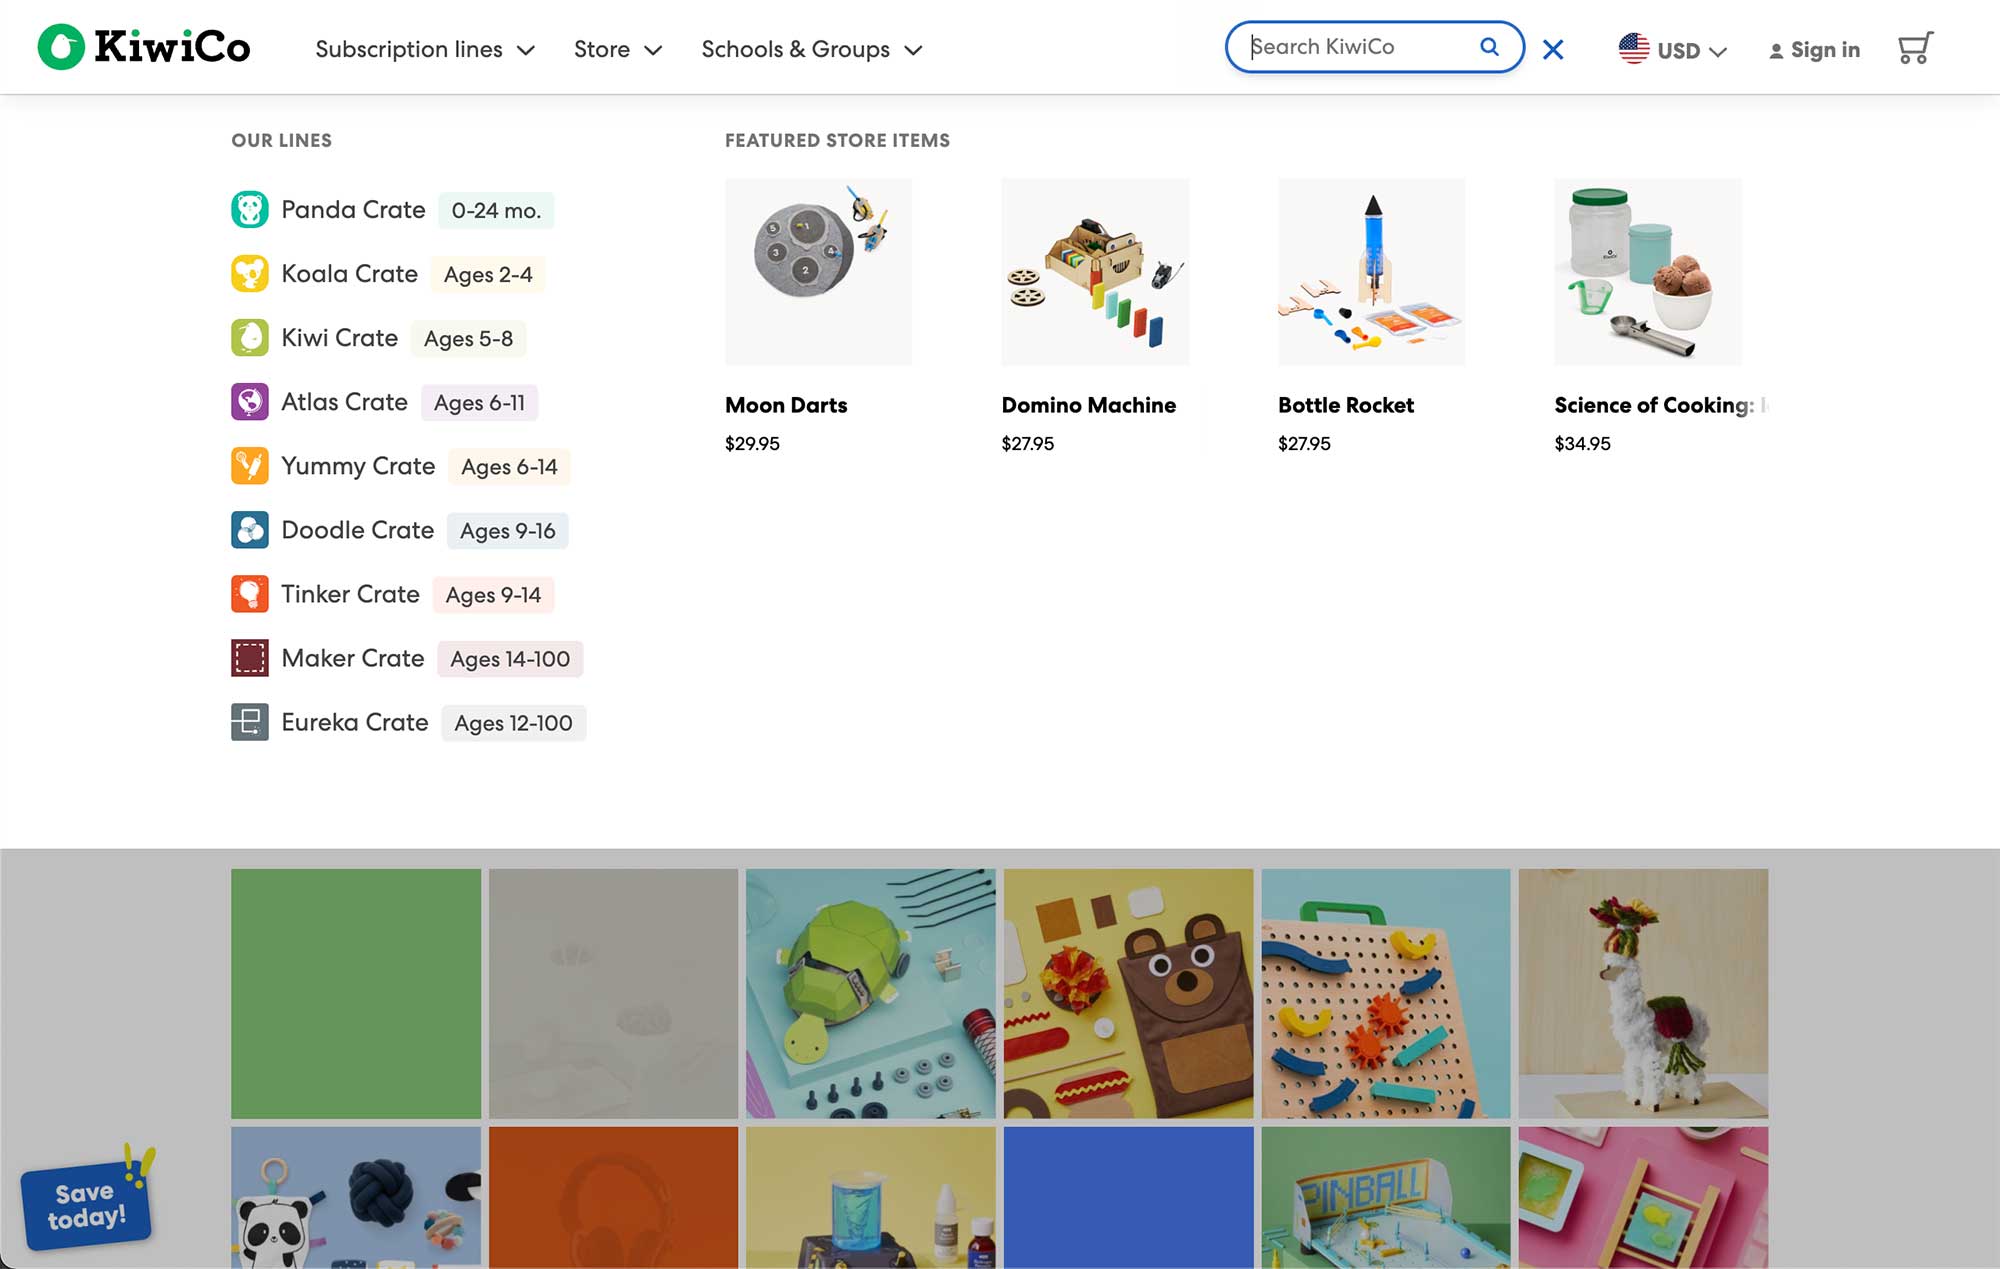 KiwiCo
Subscription lines
Store
Schools & Groups
Search KiwiCo
USD
Sign in
OUR LINES
Panda Crate 0-24 mo.
Koala Crate Ages 2-4
Kiwi Crate Ages 5-8
Atlas Crate Ages 6-11
Yummy Crate Ages 6-14
Doodle Crate Ages 9-16
Tinker Crate Ages 9-14
Maker Crate Ages 14-100
Eureka Crate Ages 12-100
FEATURED STORE ITEMS
Moon Darts
$29.95
Domino Machine
$27.95
Bottle Rocket
$27.95
Science of Cooking:
$34.95
Save
today!
PINBALL